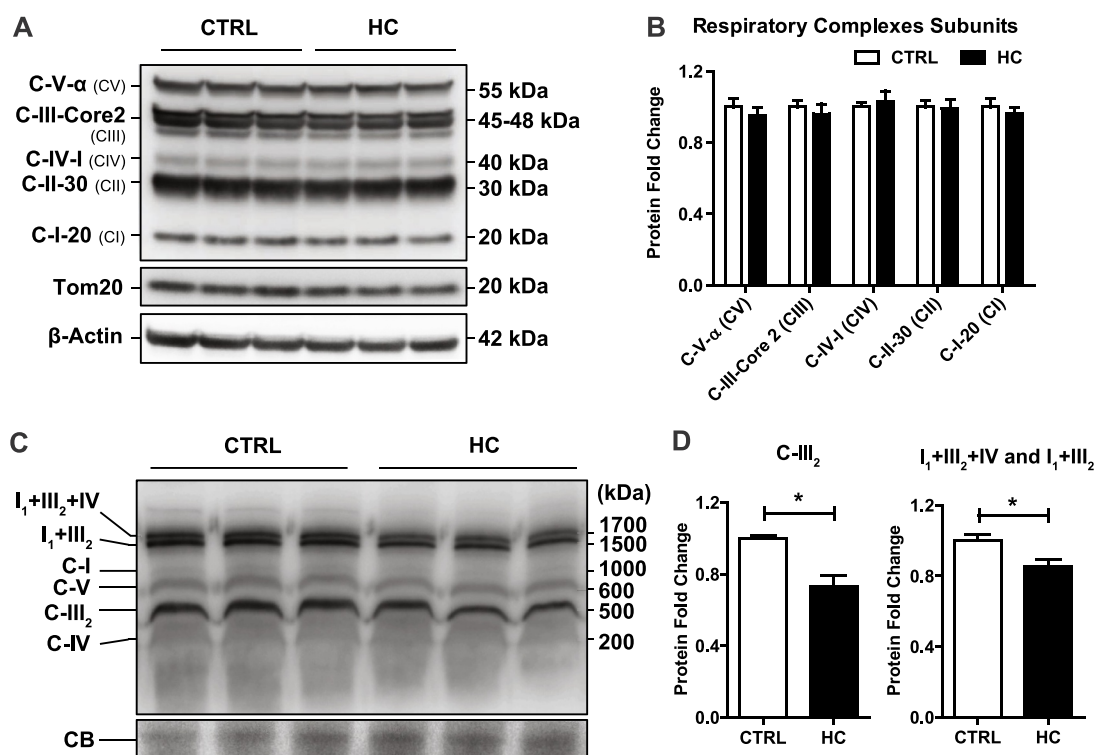 A
CTRL HC
C-V-α (CV)
55 kDa
C-III-Core2
(CIII)
45-48 kDa
C-IV-I (CIV)
40 kDa
C-II-30 (CII)
30 kDa
C-I-20 (CI)
20 kDa
Tom20
20 kDa
β-Actin
42 kDa
B
Respiratory Complexes Subunits
CTRL HC
Protein Fold Change
1.2
0.8
0.4
0.0
C-V-α (CV)
C-III-Core 2 (CIII)
C-IV-I (CIV)
C-II-30 (CII)
C-I-20 (CI)
C
CTRL HC
(kDa)
I₁+III₂+IV
I₁+III₂
C-I
C-V
C-III₂
C-IV
1700
1500
1000
600
500
200
CB
D
C-III₂
Protein Fold Change
1.2
0.8
0.4
0.0
*
CTRL HC
I₁+III₂+IV and I₁+III₂
Protein Fold Change
1.2
0.8
0.4
0.0
*
CTRL HC